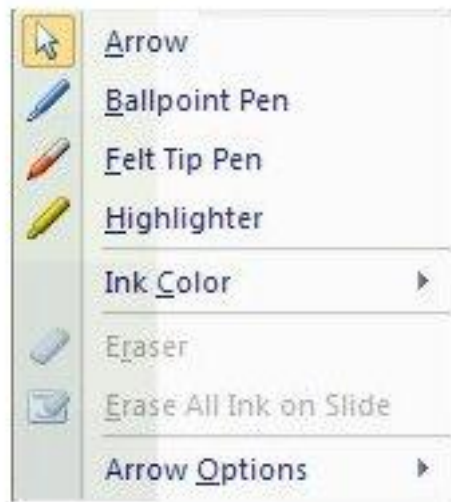 Arrow
Ballpoint Pen
Felt Tip Pen
Highlighter
Ink Color
Eraser
Erase All Ink on Slide
Arrow Options